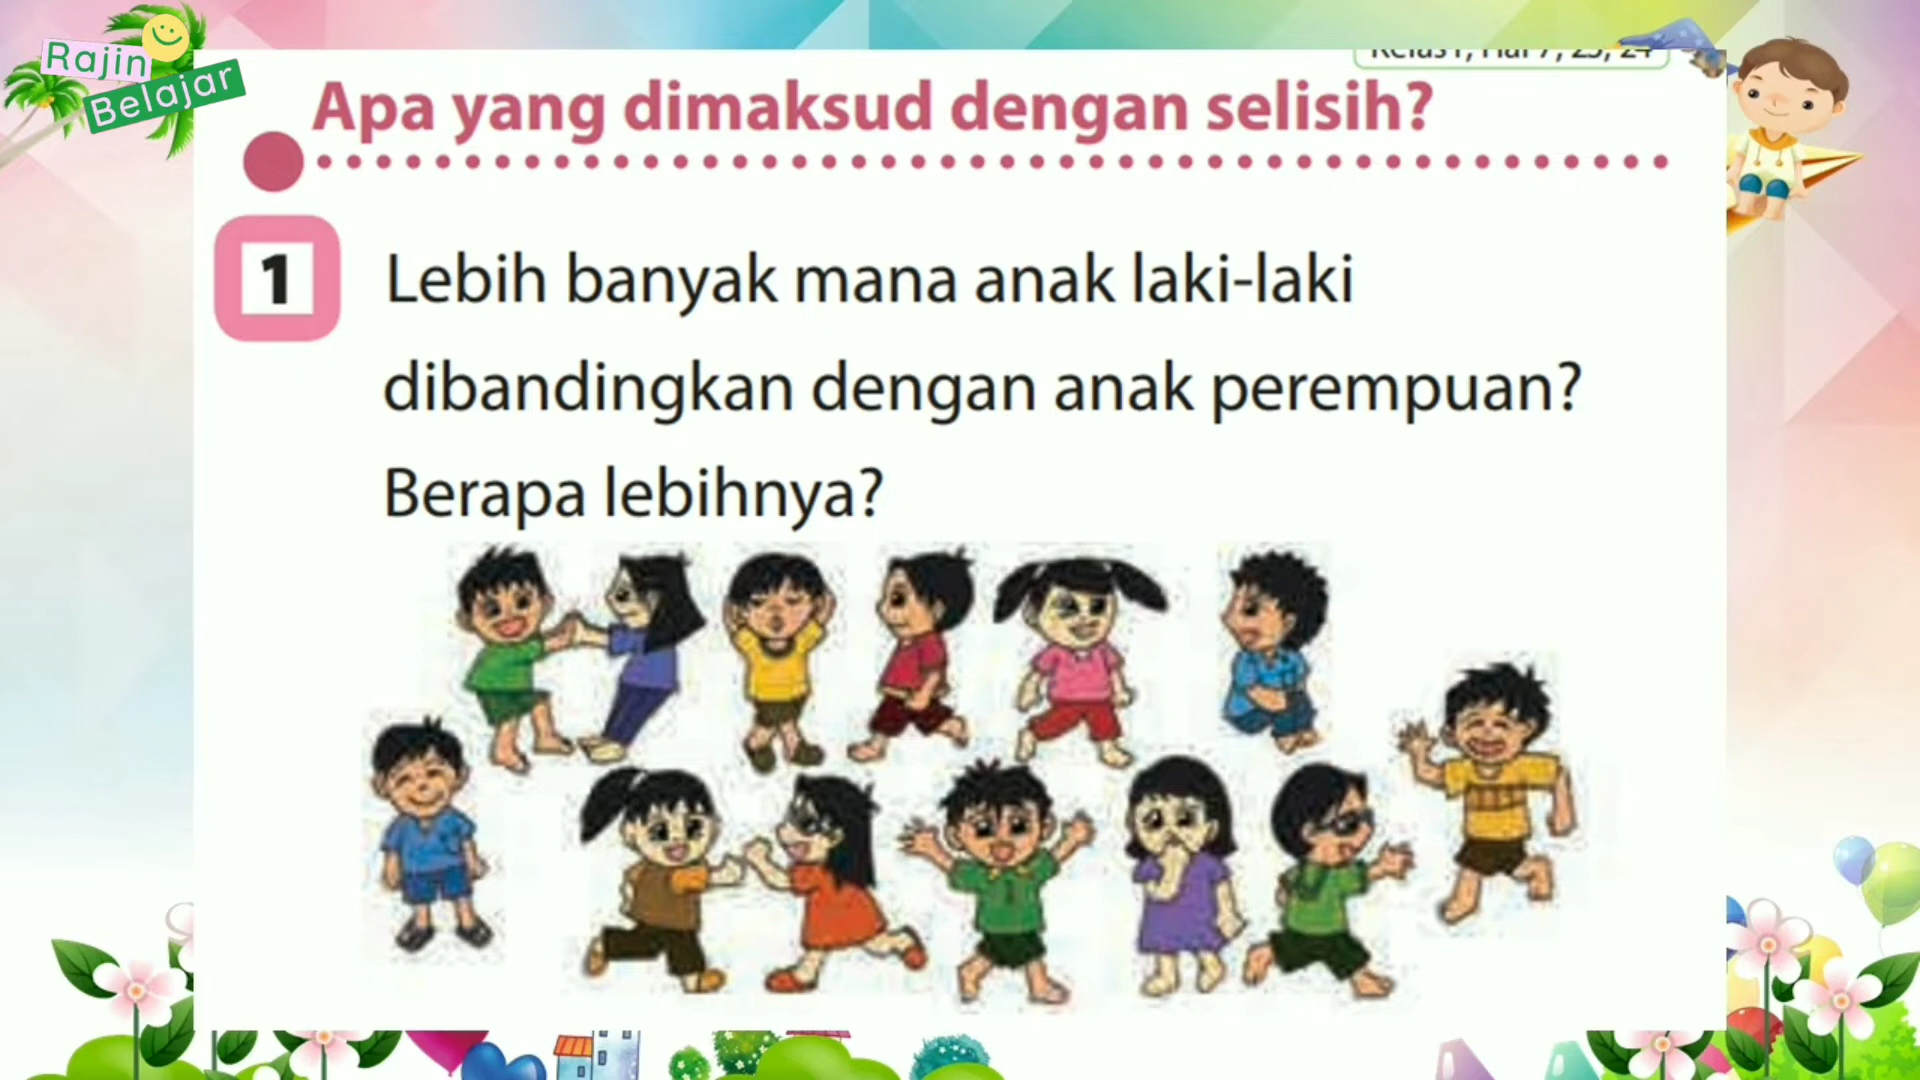 Rajin
Belajar
Apa yang dimaksud dengan selisih?
1
Lebih banyak mana anak laki-laki
dibandingkan dengan anak perempuan?
Berapa lebihnya?